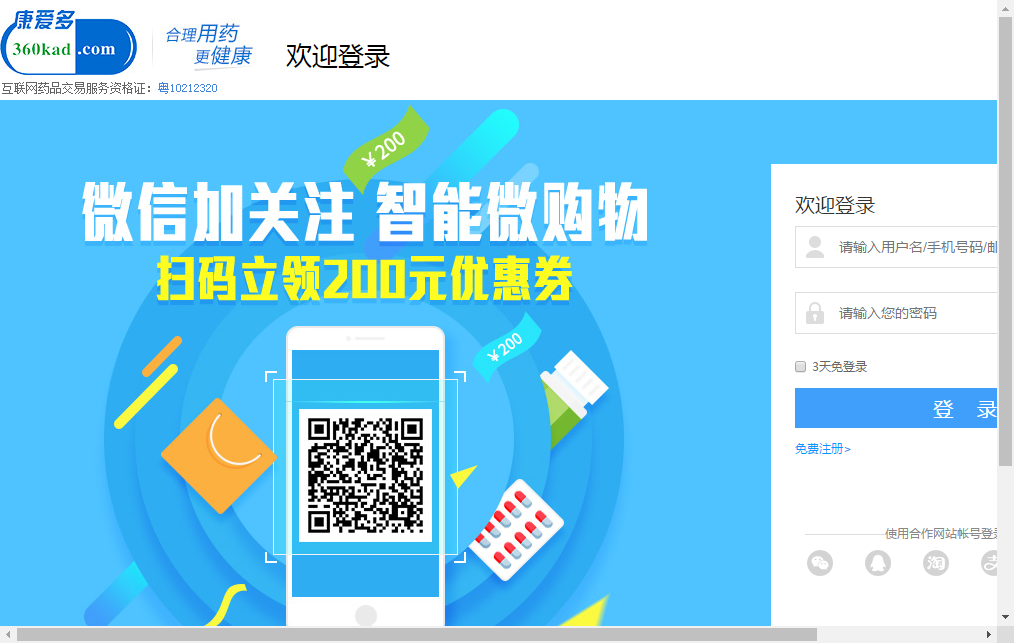 康爱多
360kad.com
合理用药
更健康
欢迎登录
互联网药品交易服务资格证：粤10212320
¥200
微信加关注 智能微购物
扫码立领200元优惠券
¥200
欢迎登录
请输入用户名/手机号码/邮
请输入您的密码
3天免登录
登 录
免费注册>
使用合作网站帐号登录
淘
支